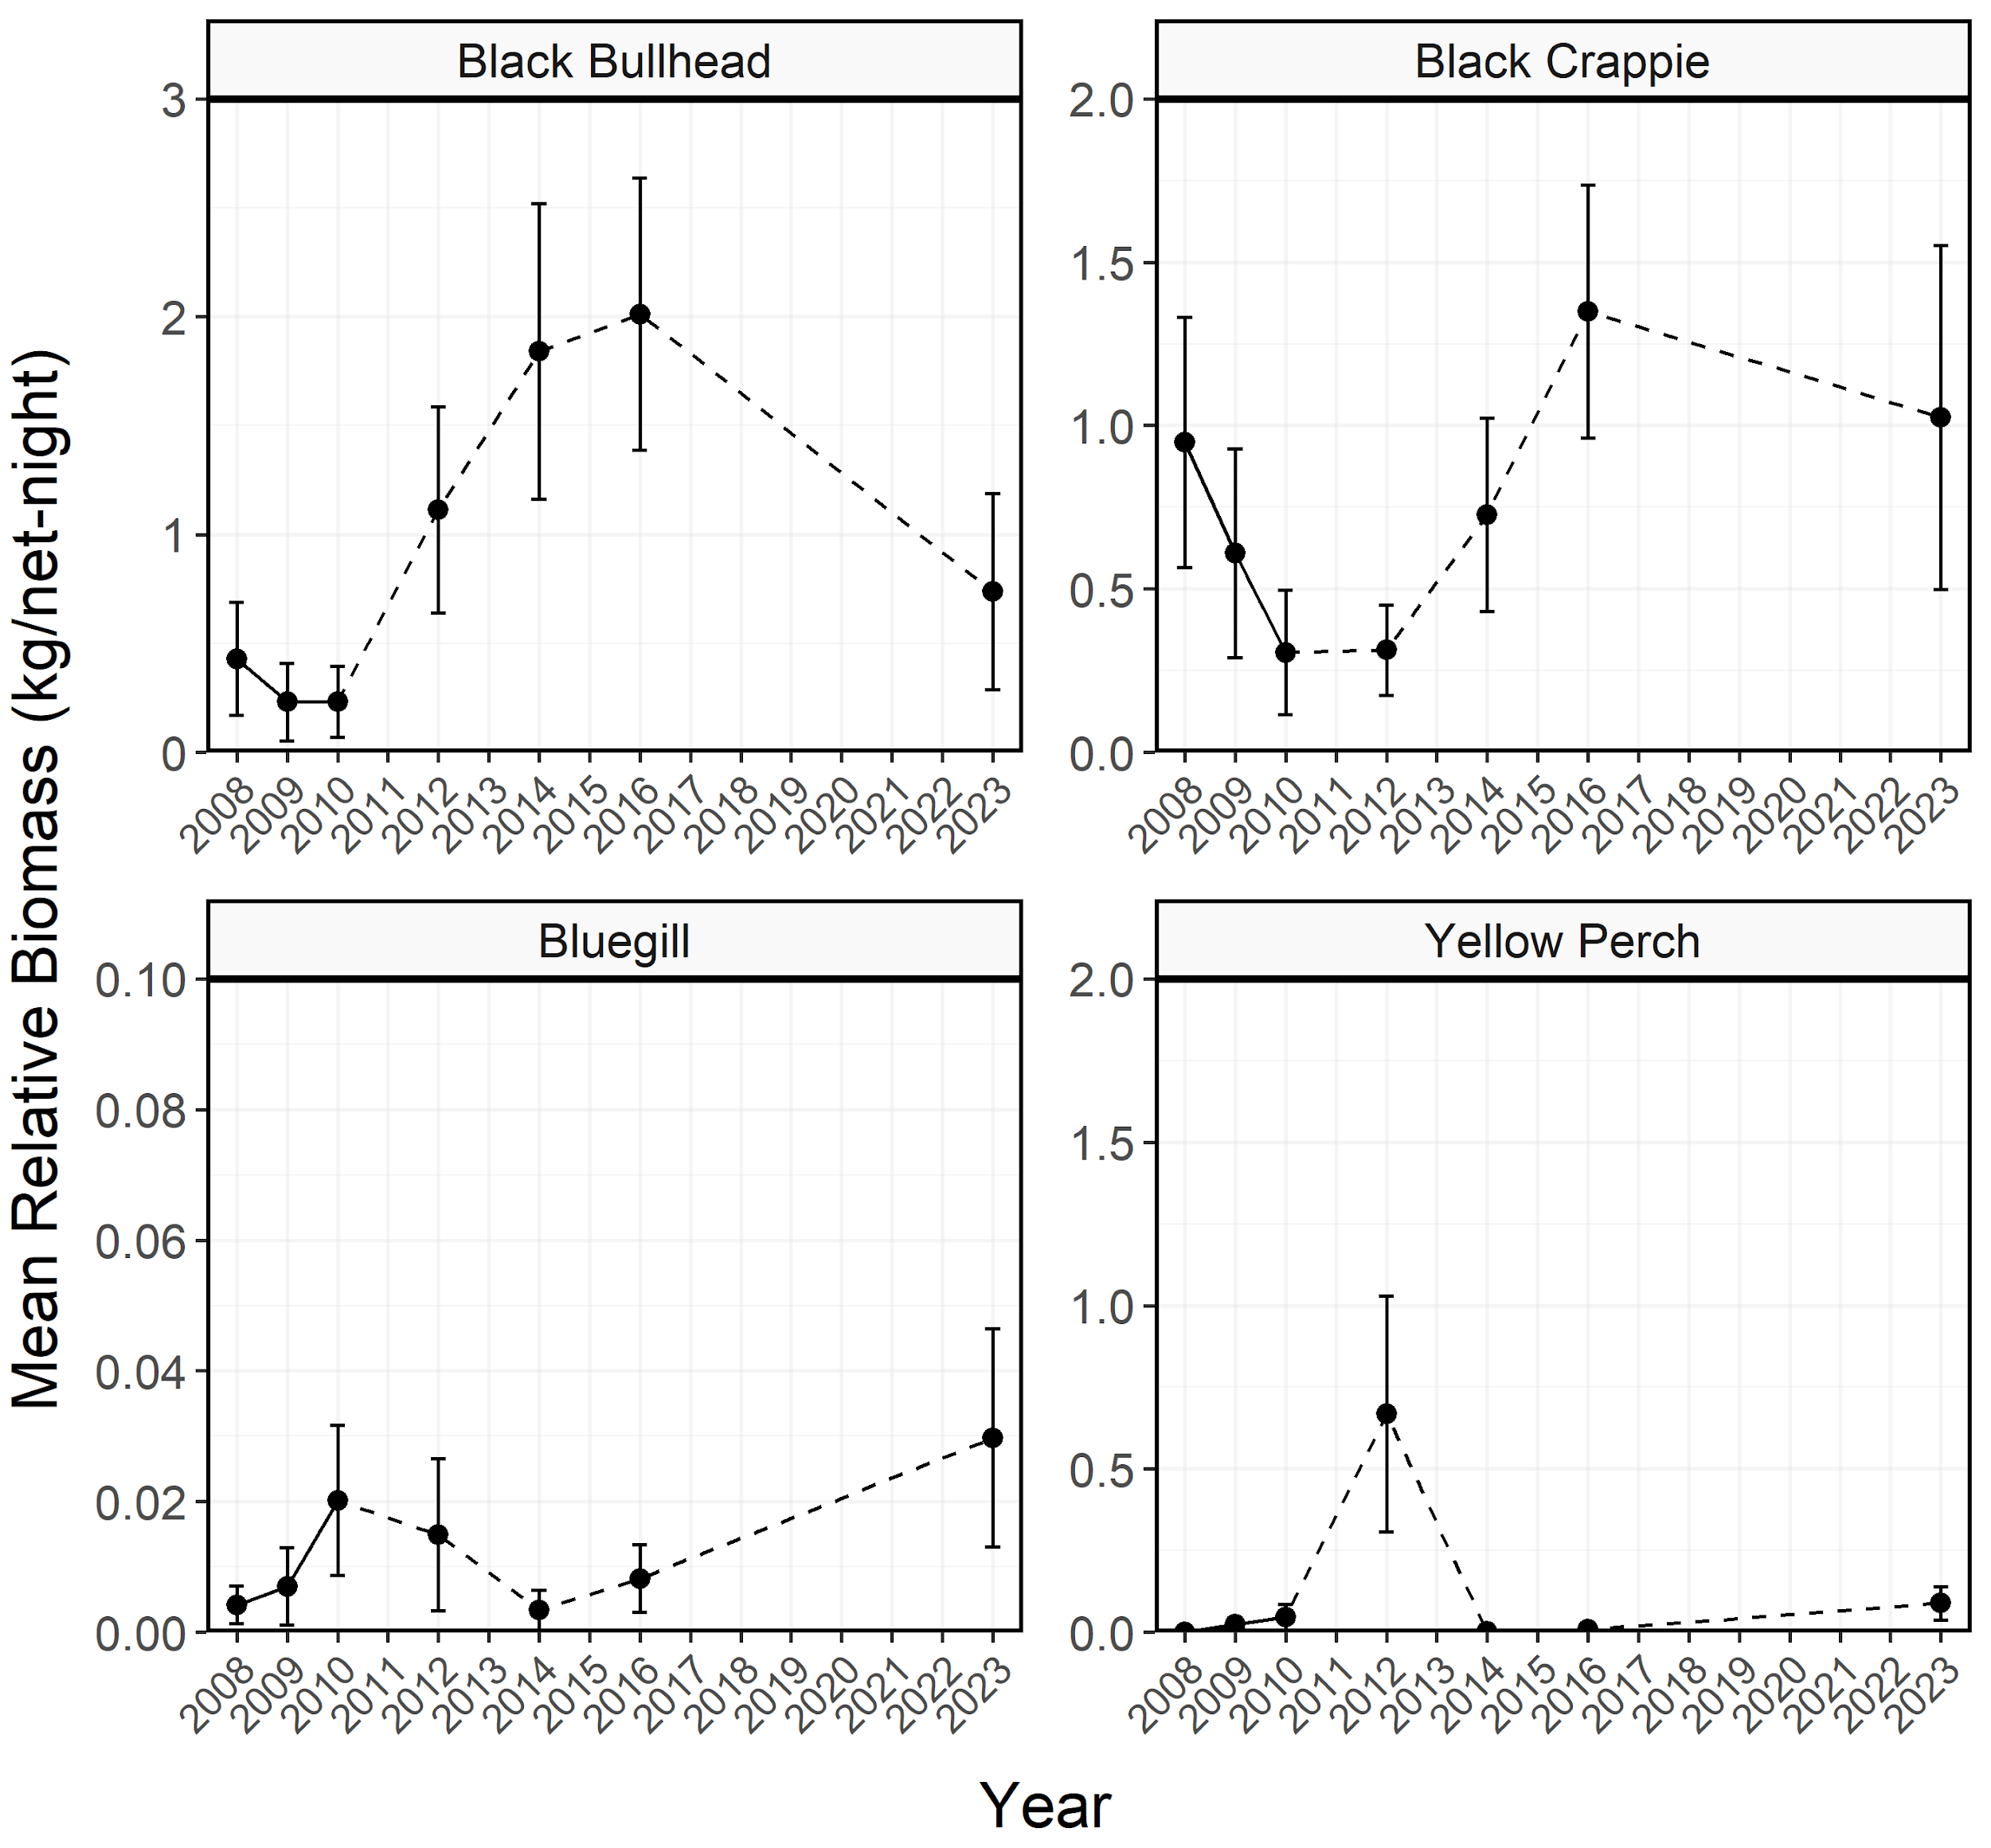 Black Bullhead
3
2
1
0
2008 2009 2010 2011 2012 2013 2014 2015 2016 2017 2018 2019 2020 2021 2022 2023
Black Crappie
2.0
1.5
1.0
0.5
0.0
2008 2009 2010 2011 2012 2013 2014 2015 2016 2017 2018 2019 2020 2021 2022 2023
Mean Relative Biomass (kg/net-night)
Bluegill
0.10
0.08
0.06
0.04
0.02
0.00
2008 2009 2010 2011 2012 2013 2014 2015 2016 2017 2018 2019 2020 2021 2022 2023
Yellow Perch
2.0
1.5
1.0
0.5
0.0
2008 2009 2010 2011 2012 2013 2014 2015 2016 2017 2018 2019 2020 2021 2022 2023
Year